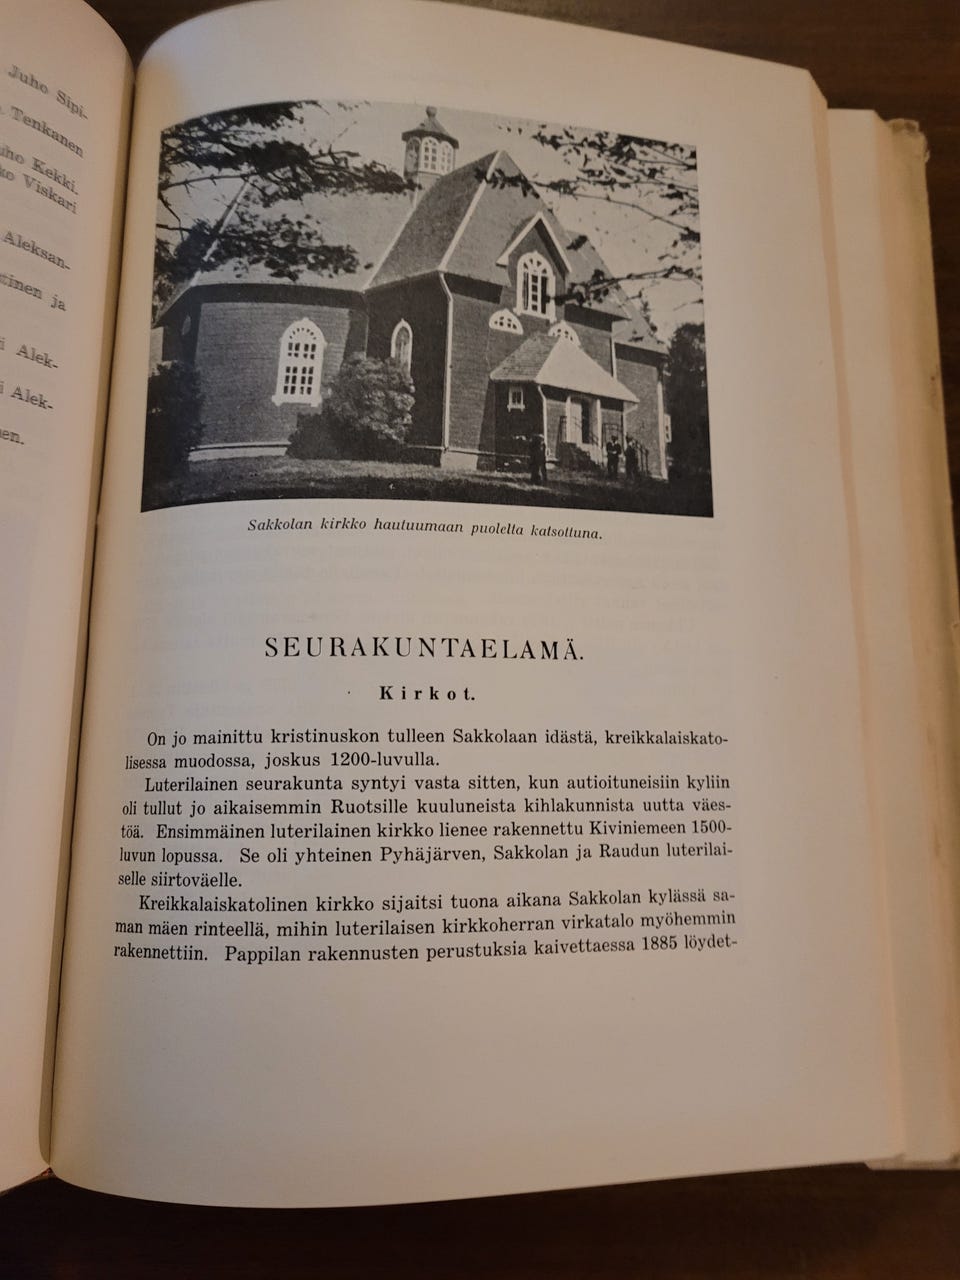 Juho Sipi-
Tenkanen
Kekki.
Viskari
Aleksan-
ja
Alek-
Alek-
Sakkolan kirkko hautuumaan puolelta katsottuna.
SEURAKUNTAELAMÄ.
Kirkot.
On jo mainittu kristinuskon tulleen Sakkolaan idästä, kreikkalaiskato-
lisessa muodossa, joskus 1200-luvulla.
Luterilainen seurakunta syntyi vasta sitten, kun autioituneisiin kyliin
oli tullut jo aikaisemmin Ruotsille kuuluneista kihlakunnista uutta väes-
töä. Ensimmäinen luterilainen kirkko lienee rakennettu Kiviniemeen 1500-
luvun lopussa. Se oli yhteinen Pyhäjärven, Sakkolan ja Raudun luterilai-
selle siirtoväelle.
Kreikkalaiskatolinen kirkko sijaitsi tuona aikana Sakkolan kylässä sa-
man mäen rinteellä, mihin luterilaisen kirkkoherran virkatalo myöhemmin
rakennettiin. Pappilan rakennusten perustuksia kaivettaessa 1885 löydet-